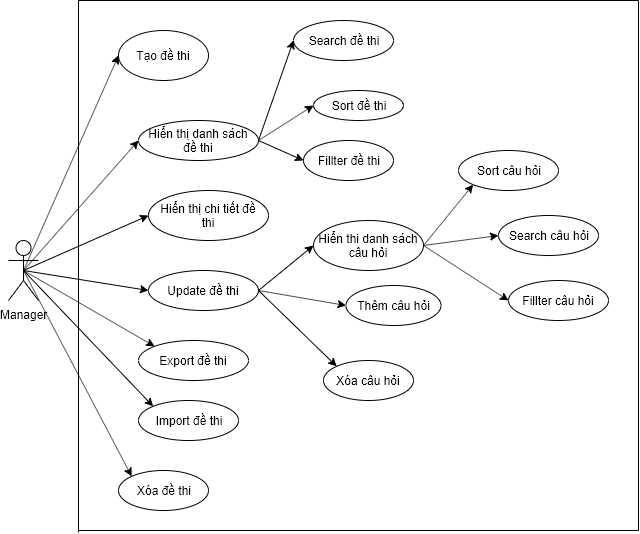 Tạo đề thi
Search đề thi
Hiển thi danh sách
đề thi
Sort đề thi
Fillter đề thi
Hiển thị chi tiết đề
thi
Hiển thi danh sách
câu hỏi
Sort câu hỏi
Search câu hỏi
Fillter câu hỏi
Manager
Update đề thi
Thêm câu hỏi
Xóa câu hỏi
Export đề thi
Import đề thi
Xóa đề thi